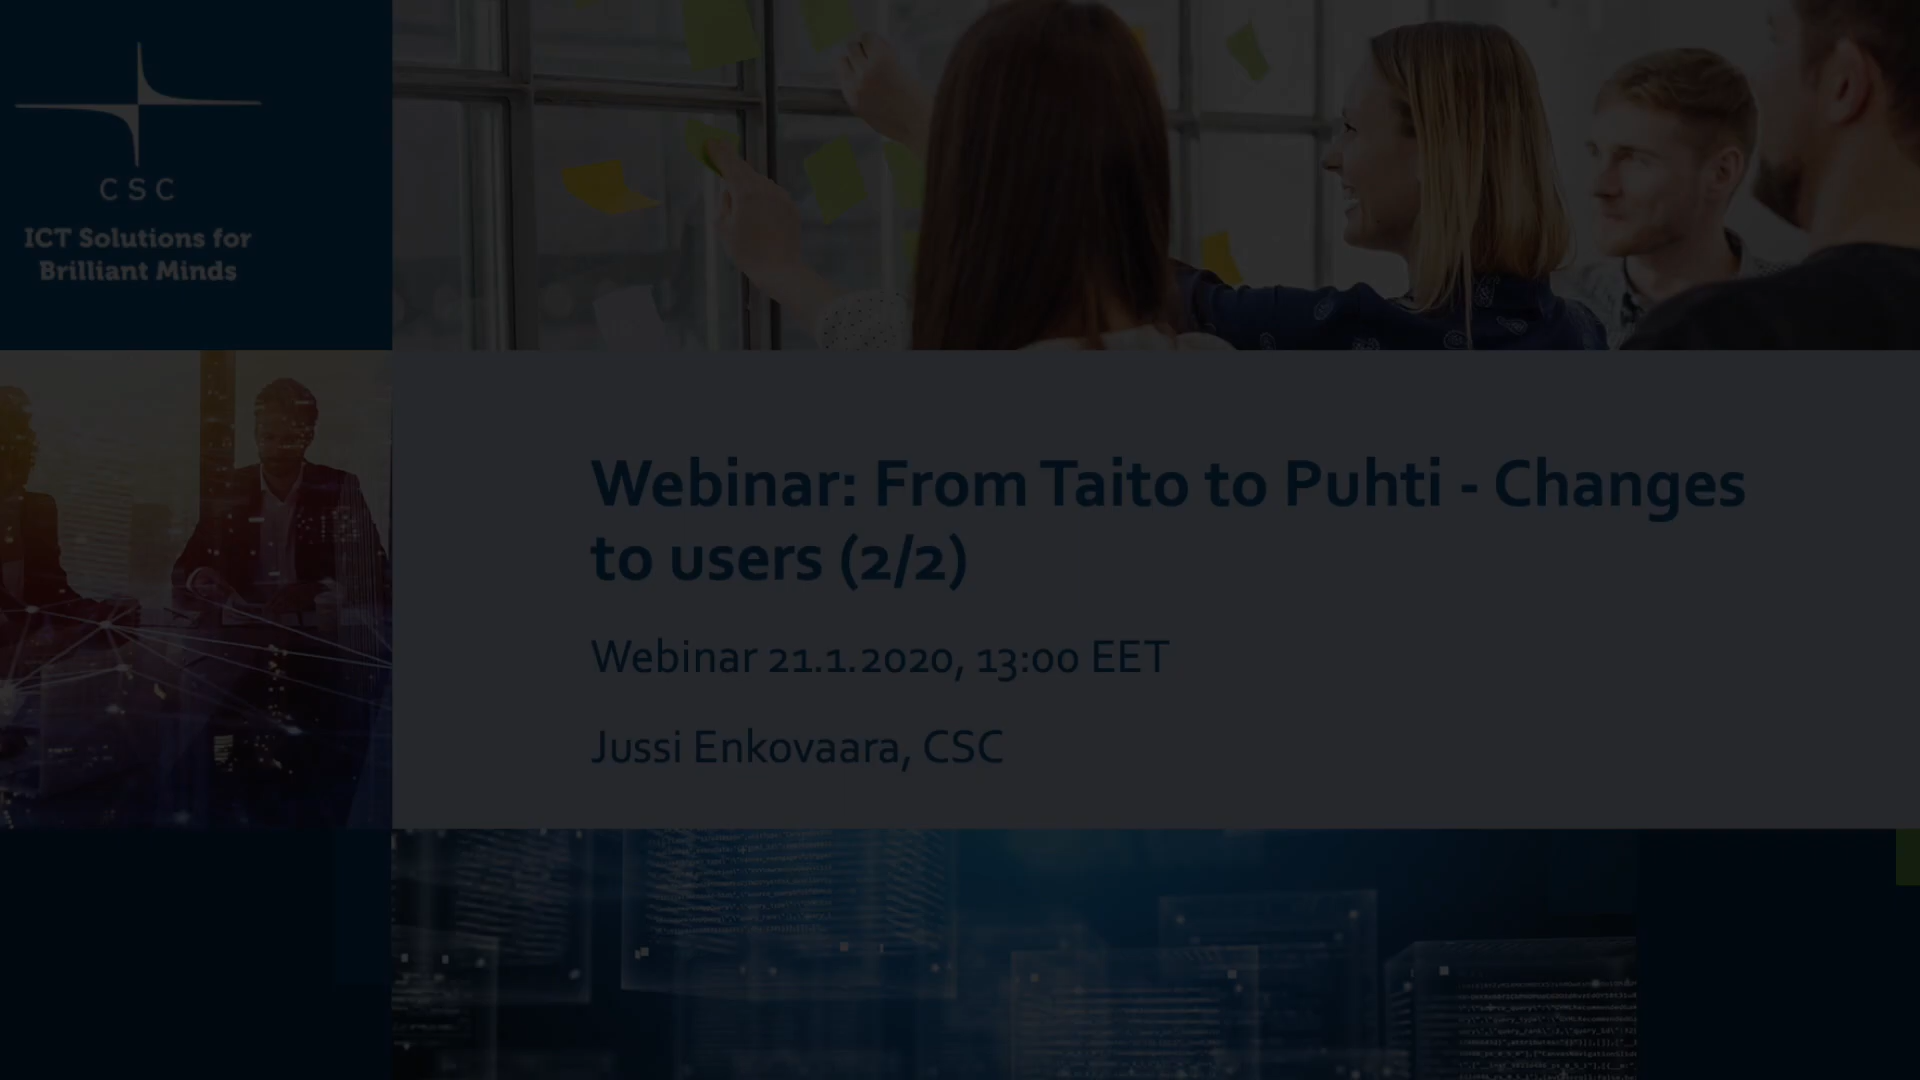 CSC
ICT Solutions for
Brilliant Minds
Webinar: From Taito to Puhti - Changes
to users (2/2)
Webinar 21.1.2020, 13:00 EET
Jussi Enkovaara, CSC